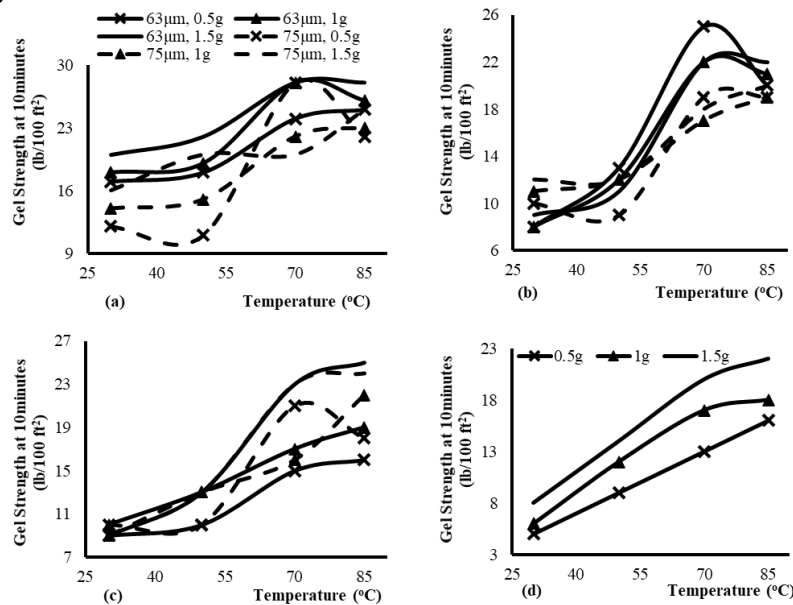 63μm, 0.5g 63μm, 1g
63μm, 1.5g 75μm, 0.5g
75μm, 1g 75μm, 1.5g
Gel Strength at 10minutes
(lb/100 ft²)
30
23
16
9
25 40 55 70 85
(a) Temperature (°C)
Gel Strength at 10minutes
(lb/100 ft²)
26
22
18
14
10
6
25 40 55 70 85
(b) Temperature (°C)
Gel Strength at 10minutes
(lb/100 ft²)
27
23
19
15
11
7
25 40 55 70 85
(c) Temperature (°C)
0.5g 1g 1.5g
Gel Strength at 10minutes
(lb/100 ft²)
23
18
13
8
3
25 40 55 70 85
(d) Temperature (°C)